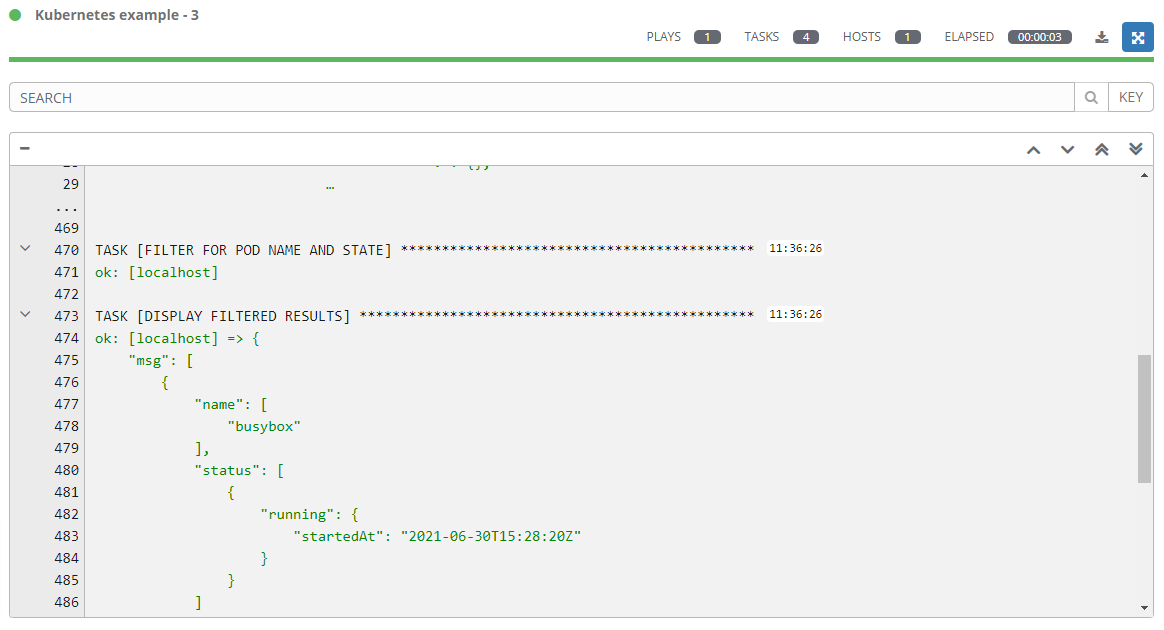 Kubernetes example - 3
PLAYS 1 TASKS 4 HOSTS 1 ELAPSED 00:00:03
SEARCH KEY
29 …
...
469
470 TASK [FILTER FOR POD NAME AND STATE] ******************************************* 11:36:26
471 ok: [localhost]
472
473 TASK [DISPLAY FILTERED RESULTS] ************************************************ 11:36:26
474 ok: [localhost] => {
475 "msg": [
476 {
477 "name": [
478 "busybox"
479 ],
480 "status": [
481 {
482 "running": {
483 "startedAt": "2021-06-30T15:28:20Z"
484 }
485 }
486 ]